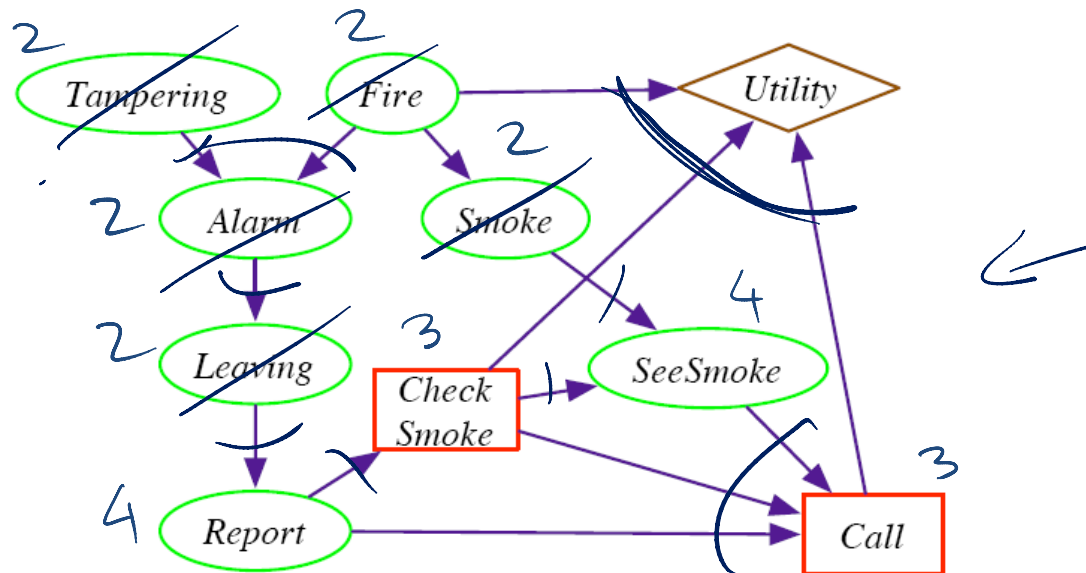 2
2
Tampering
Fire
Utility
2
2
Alarm
Smoke
4
2
3
Leaving
SeeSmoke
Check
Smoke
3
4
Report
Call